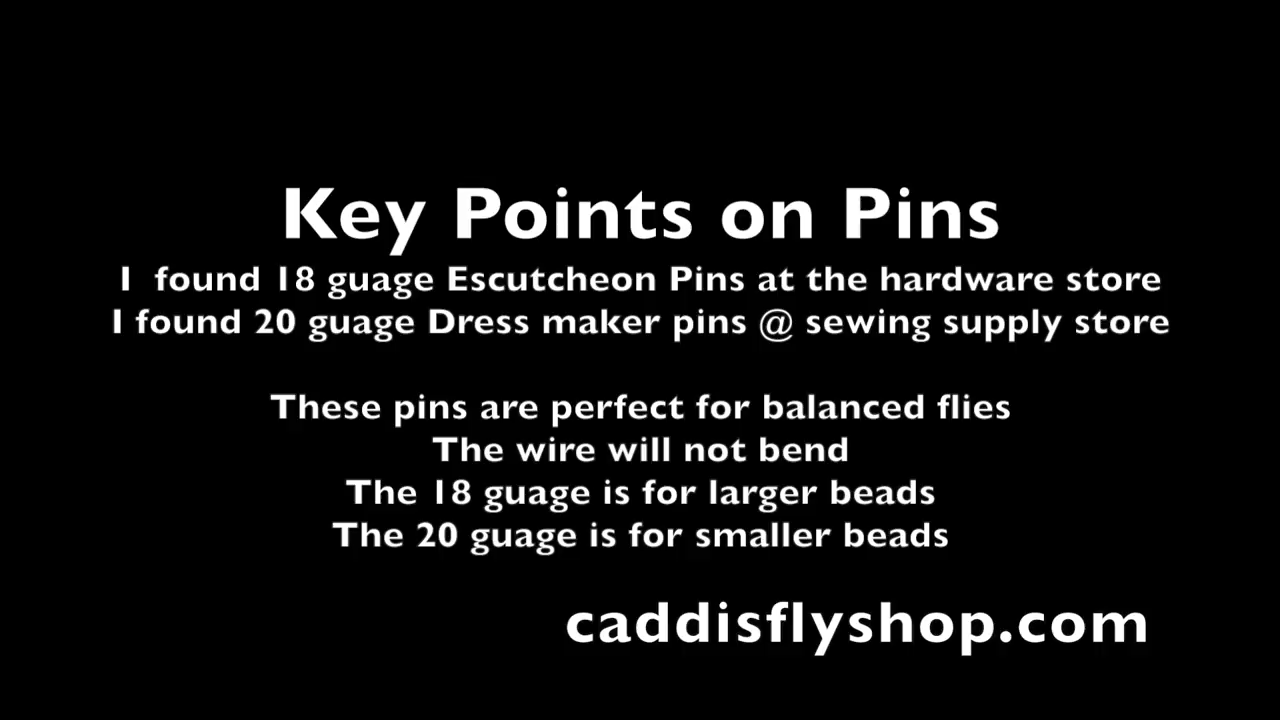 Key Points on Pins
I found 18 guage Escutcheon Pins at the hardware store
I found 20 guage Dress maker pins @ sewing supply store
These pins are perfect for balanced flies
The wire will not bend
The 18 guage is for larger beads
The 20 guage is for smaller beads
caddisflyshop.com